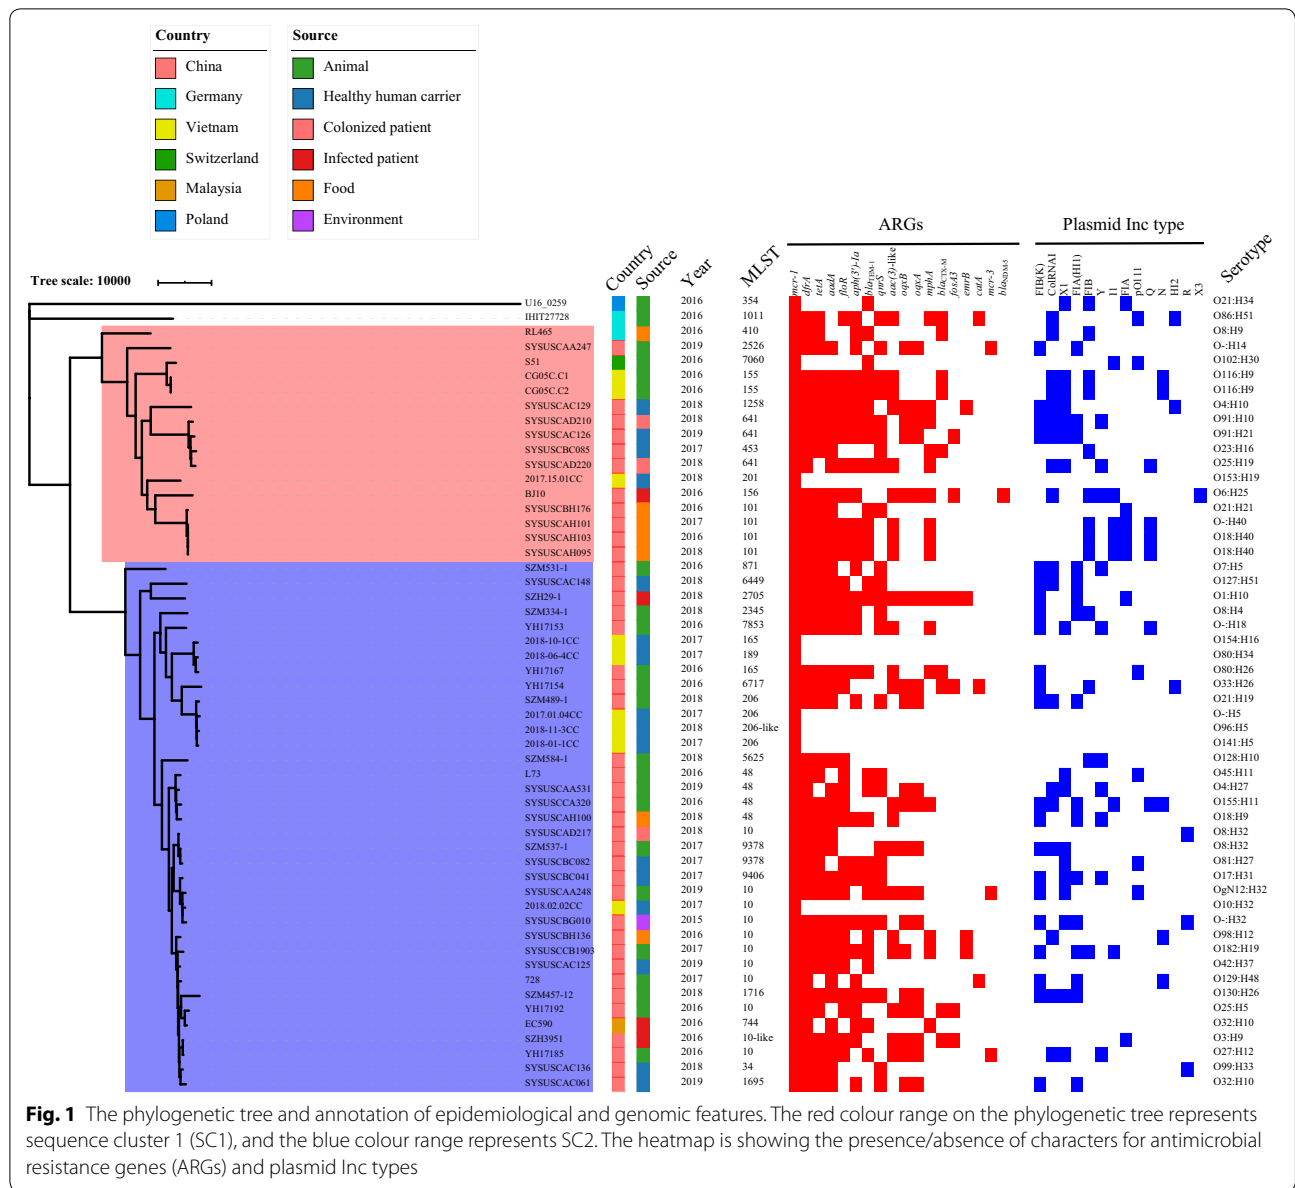 Country Source
China Animal
Germany Healthy human carrier
Vietnam Colonized patient
Switzerland Infected patient
Malaysia Food
Poland Environment
Tree scale: 10000
Country Source Year MLST ARGs Plasmid Inc type Serotype
mcr-1 dfrA tetA aadA floR aph(3')-Ia blaTEM-1 qnrS aac(3)-like oqxB oqxA mphA blaCTX-M fosA3 emrB catA mcr-3 blaNDM-5
FIB(K) ColRNAI X1 FIA(HI1) FIB Y I1 FIA pO111 Q N HI2 R X3
U16_0259 2016 354 O21:H34
IHIT27728 2016 1011 O86:H51
RL465 2016 410 O8:H9
SYSUSCAA247 2019 2526 O-:H14
S51 2016 7060 O102:H30
CG05C.C1 2016 155 O116:H9
CG05C.C2 2016 155 O116:H9
SYSUSCAC129 2018 1258 O4:H10
SYSUSCAD210 2018 641 O91:H10
SYSUSCAC126 2019 641 O91:H21
SYSUSCBC085 2017 453 O23:H16
SYSUSCAD220 2018 641 O25:H19
2017.15.01CC 2018 201 O153:H19
BJ10 2016 156 O6:H25
SYSUSCBH176 2016 101 O21:H21
SYSUSCAH101 2017 101 O-:H40
SYSUSCAH103 2016 101 O18:H40
SYSUSCAH095 2018 101 O18:H40
SZM531-1 2016 871 O7:H5
SYSUSCAC148 2018 6449 O127:H51
SZH29-1 2018 2705 O1:H10
SZM334-1 2018 2345 O8:H4
YH17153 2016 7853 O-:H18
2018-10-1CC 2017 165 O154:H16
2018-06-4CC 2017 189 O80:H34
YH17167 2016 165 O80:H26
YH17154 2016 6717 O33:H26
SZM489-1 2018 206 O21:H19
2017.01.04CC 2017 206 O-:H5
2018-11-3CC 2018 206-like O96:H5
2018-01-1CC 2017 206 O141:H5
SZM584-1 2018 5625 O128:H10
L73 2016 48 O45:H11
SYSUSCAA531 2019 48 O4:H27
SYSUSCCA320 2016 48 O155:H11
SYSUSCAH100 2018 48 O18:H9
SYSUSCAD217 2018 10 O8:H32
SZM537-1 2017 9378 O8:H32
SYSUSCBC082 2017 9378 O81:H27
SYSUSCBC041 2017 9406 O17:H31
SYSUSCAA248 2019 10 OgN12:H32
2018.02.02CC 2017 10 O10:H32
SYSUSCBG010 2015 10 O-:H32
SYSUSCBH136 2016 10 O98:H12
SYSUSCCB1903 2017 10 O182:H19
SYSUSCAC125 2019 10 O42:H37
728 2017 10 O129:H48
SZM457-12 2018 1716 O130:H26
YH17192 2016 10 O25:H5
EC590 2016 744 O32:H10
SZH3951 2016 10-like O3:H9
YH17185 2016 10 O27:H12
SYSUSCAC136 2018 34 O99:H33
SYSUSCAC061 2019 1695 O32:H10
Fig. 1 The phylogenetic tree and annotation of epidemiological and genomic features. The red colour range on the phylogenetic tree represents
sequence cluster 1 (SC1), and the blue colour range represents SC2. The heatmap is showing the presence/absence of characters for antimicrobial
resistance genes (ARGs) and plasmid Inc types